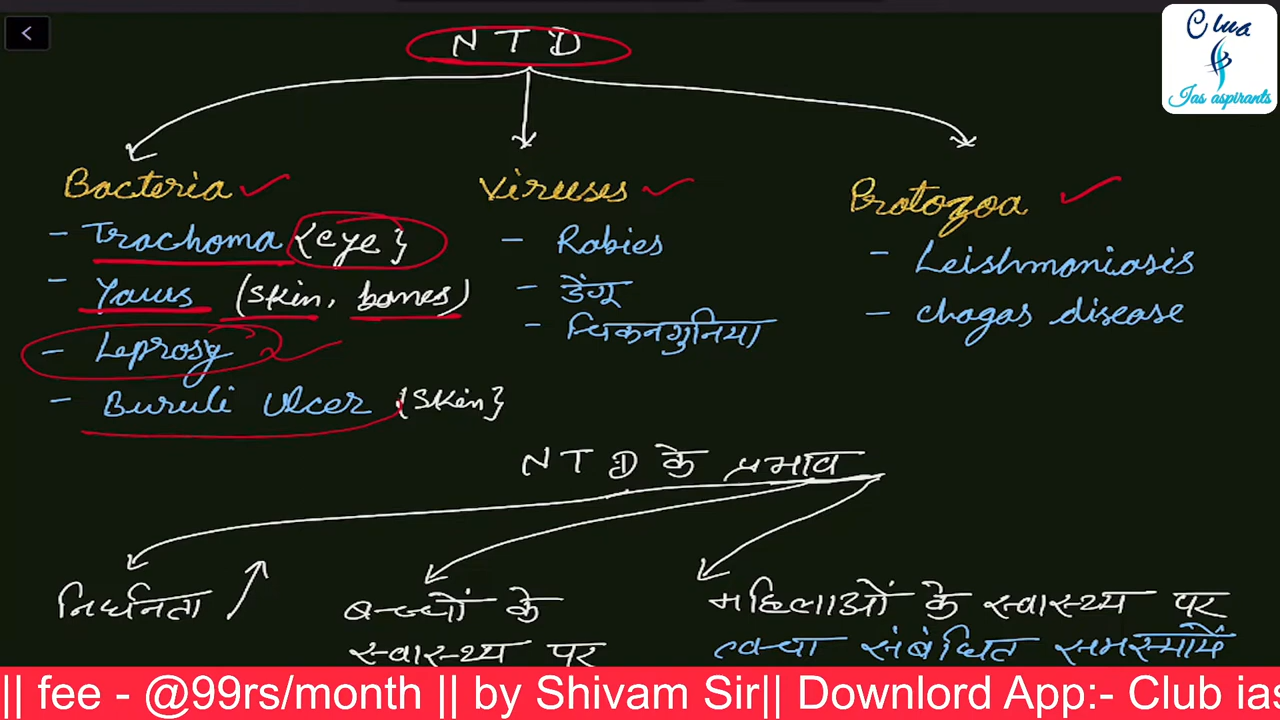 Clua
Ias aspirants
NTD
Bacteria
- Trachoma {eye}
- Yaws (skin, bones)
- Leprosy
- Buruli Ulcer {skin}
Viruses
- Rabies
- डेंगू
- चिकनगुनिया
Protozoa
- Leishmaniasis
- chagas disease
NTD के प्रभाव
निर्धनता
बच्चों के
स्वास्थ्य पर
महिलाओं के स्वास्थ्य पर
त्वचा संबंधित समस्यायें
|| fee - @99rs/month || by Shivam Sir|| Downlord App:- Club ias